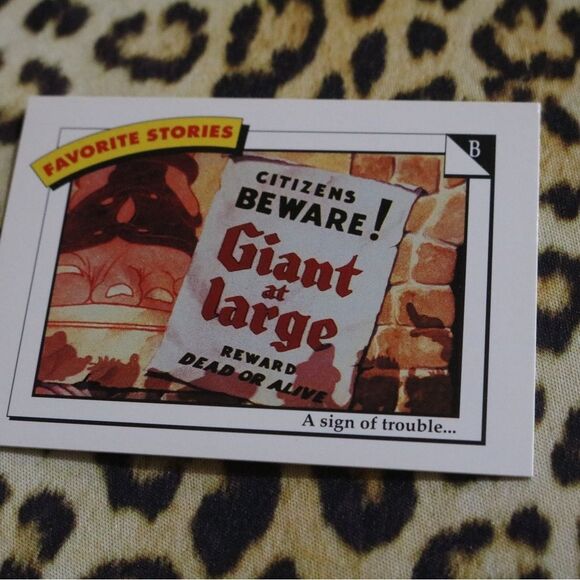 FAVORITE STORIES
B
CITIZENS
BEWARE!
Giant
at
large
REWARD
DEAD OR ALIVE
A sign of trouble...